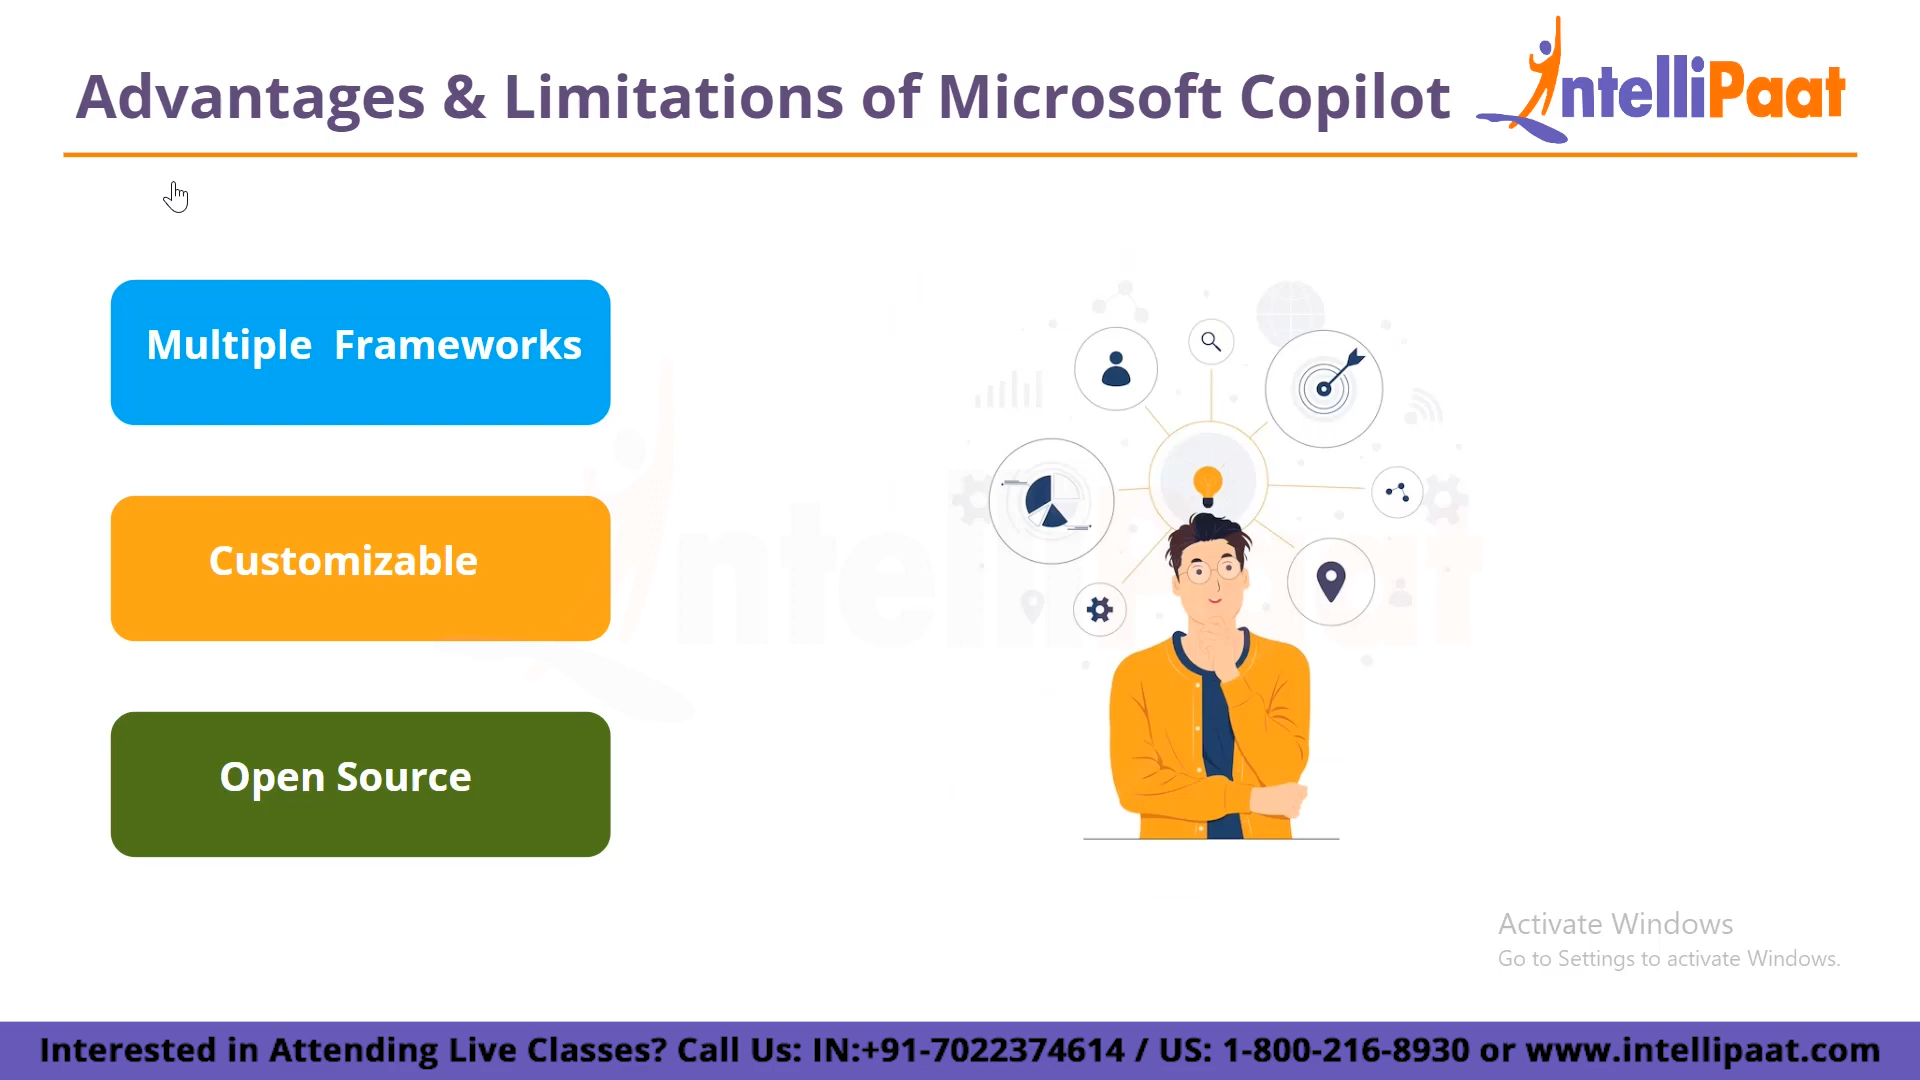 Advantages & Limitations of Microsoft Copilot
IntelliPaat
Multiple Frameworks
Customizable
Open Source
IntelliPaat
Activate Windows
Go to Settings to activate Windows.
Interested in Attending Live Classes? Call Us: IN:+91-7022374614 / US: 1-800-216-8930 or www.intellipaat.com